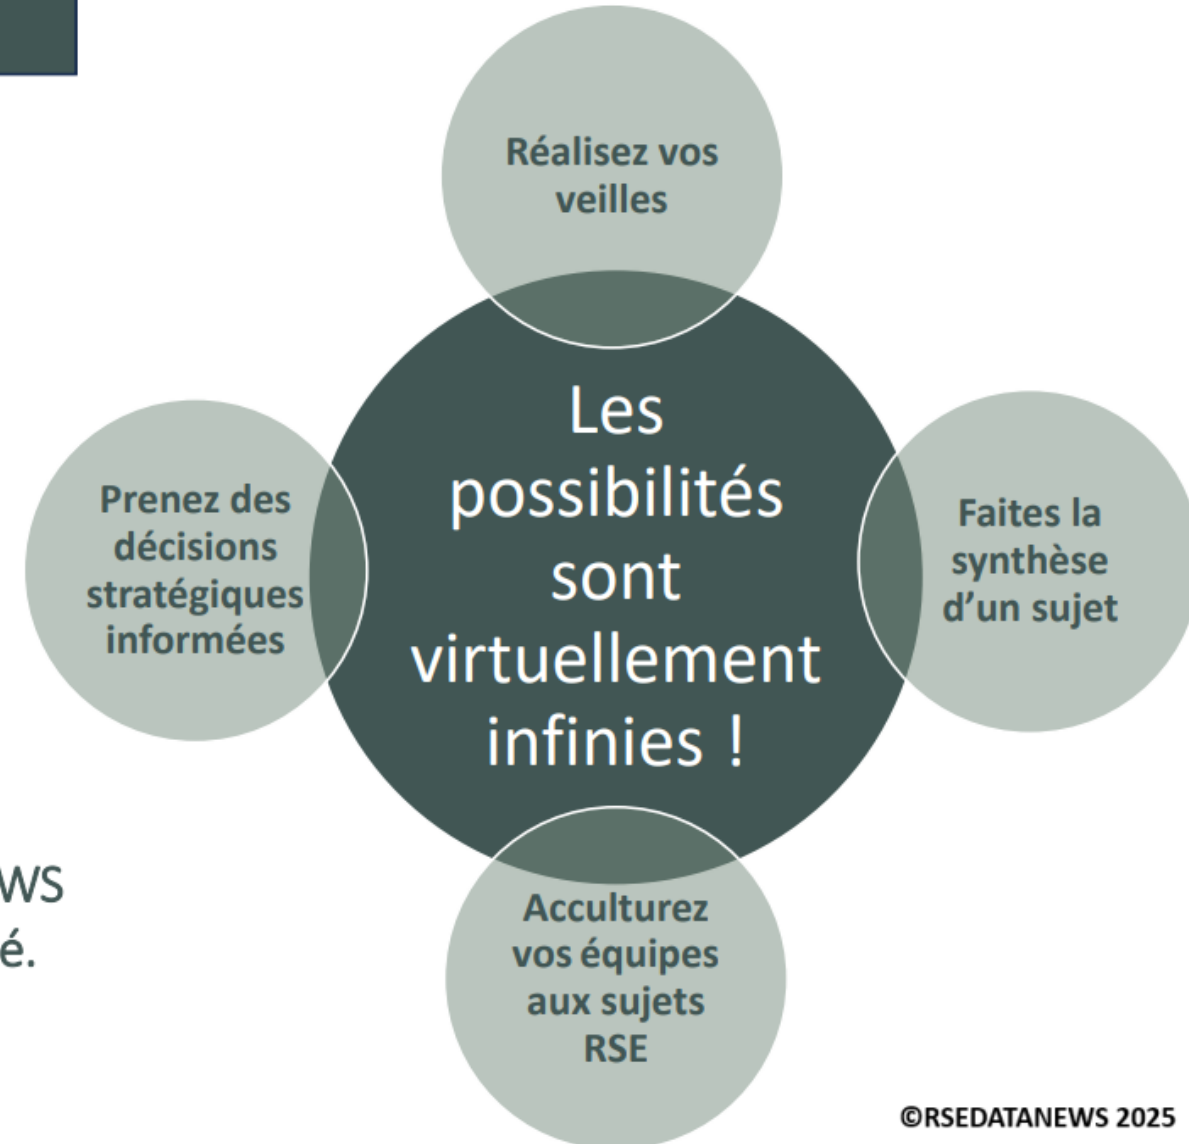 Réalisez vos
veilles
Les
possibilités
sont
virtuellement
infinies !
Prenez des
décisions
stratégiques
informées
Faites la
synthèse
d’un sujet
Acculturez
vos équipes
aux sujets
RSE
WS
é.
©RSEDATANEWS 2025